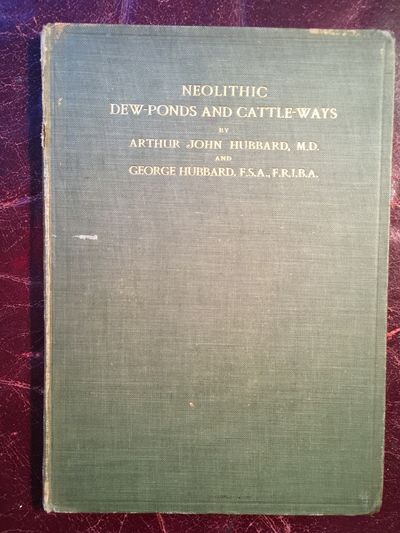 NEOLITHIC
DEW-PONDS AND CATTLE-WAYS
BY
ARTHUR JOHN HUBBARD, M.D.
AND
GEORGE HUBBARD, F.S.A., F.R.I.B.A.